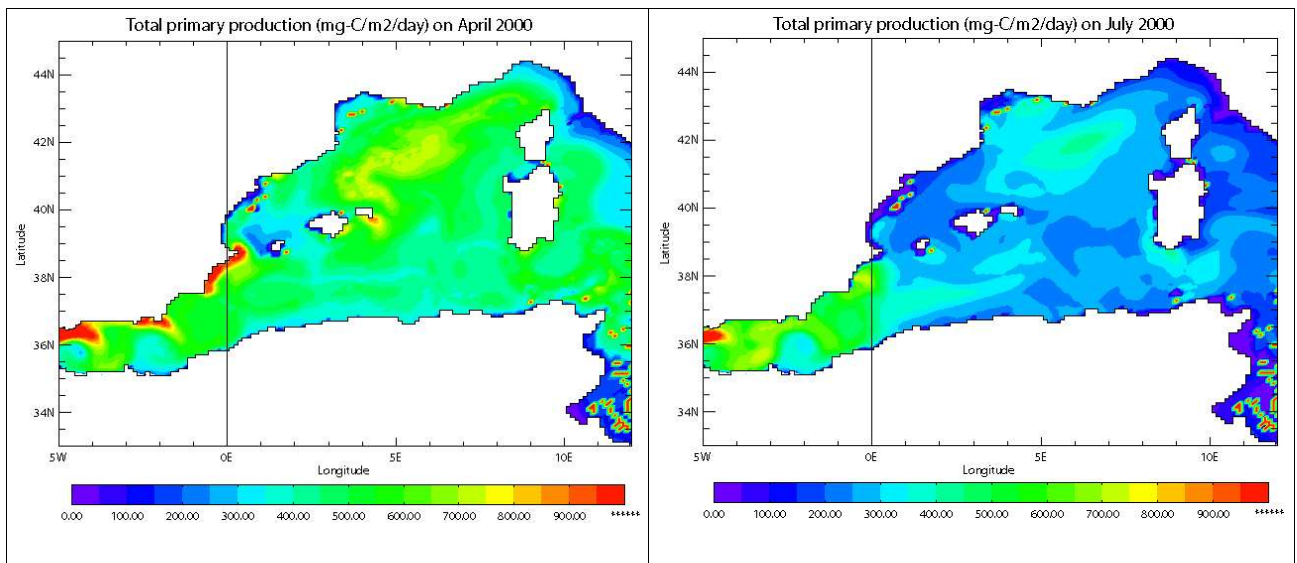 Total primary production (mg-C/m2/day) on April 2000
44N
42N
40N
38N
36N
34N
Latitude
5W
0E
5E
10E
Longitude
0.00
100.00
200.00
300.00
400.00
500.00
600.00
700.00
800.00
900.00
******
Total primary production (mg-C/m2/day) on July 2000
44N
42N
40N
38N
36N
34N
Latitude
5W
0E
5E
10E
Longitude
0.00
100.00
200.00
300.00
400.00
500.00
600.00
700.00
800.00
900.00
******